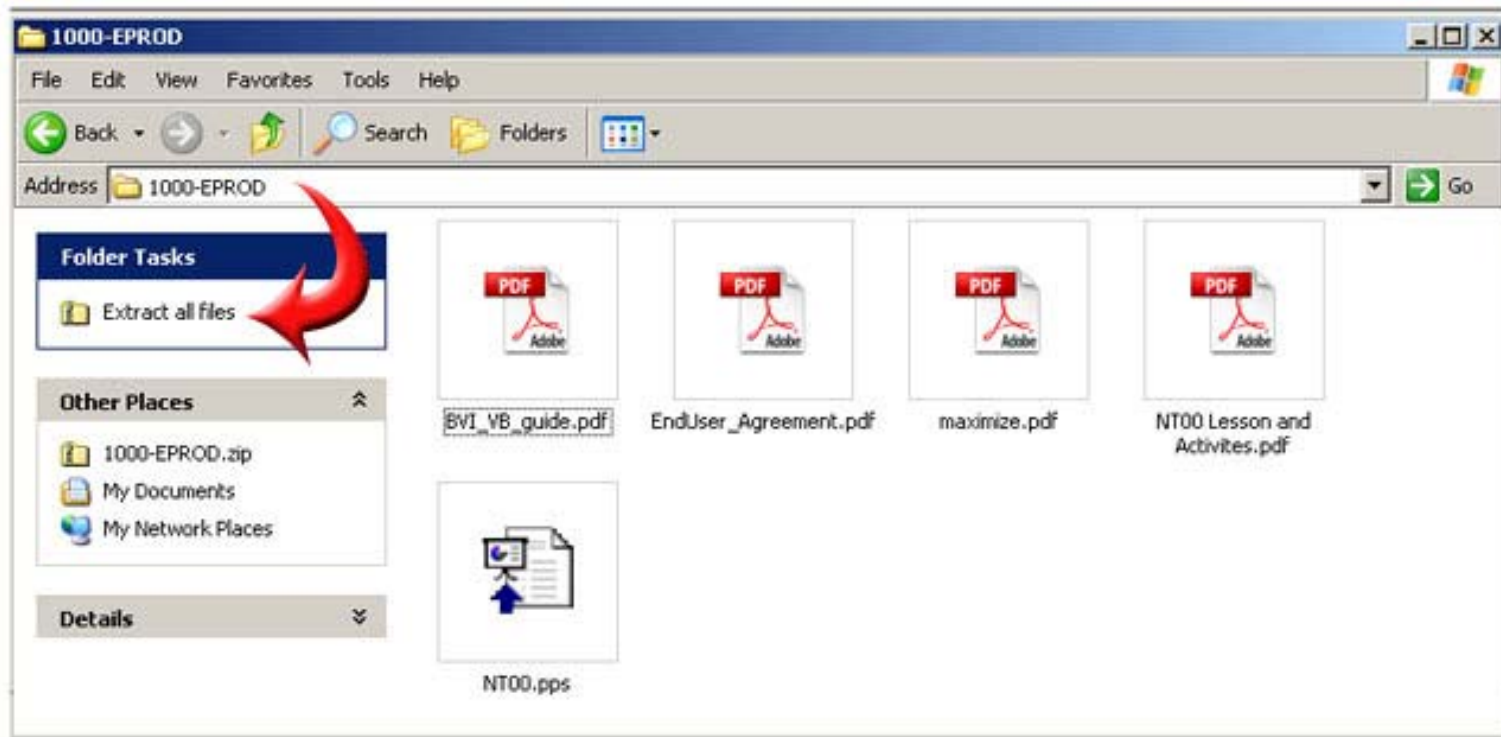 1000-EPROD
File Edit View Favorites Tools Help
Back Search Folders
Address 1000-EPROD Go
Folder Tasks
Extract all files
Other Places
1000-EPROD.zip
My Documents
My Network Places
Details
PDF PDF PDF PDF
Adobe Adobe Adobe Adobe
BVI_VB_guide.pdf EndUser_Agreement.pdf maximize.pdf NT00 Lesson and
Activites.pdf
NT00.pps